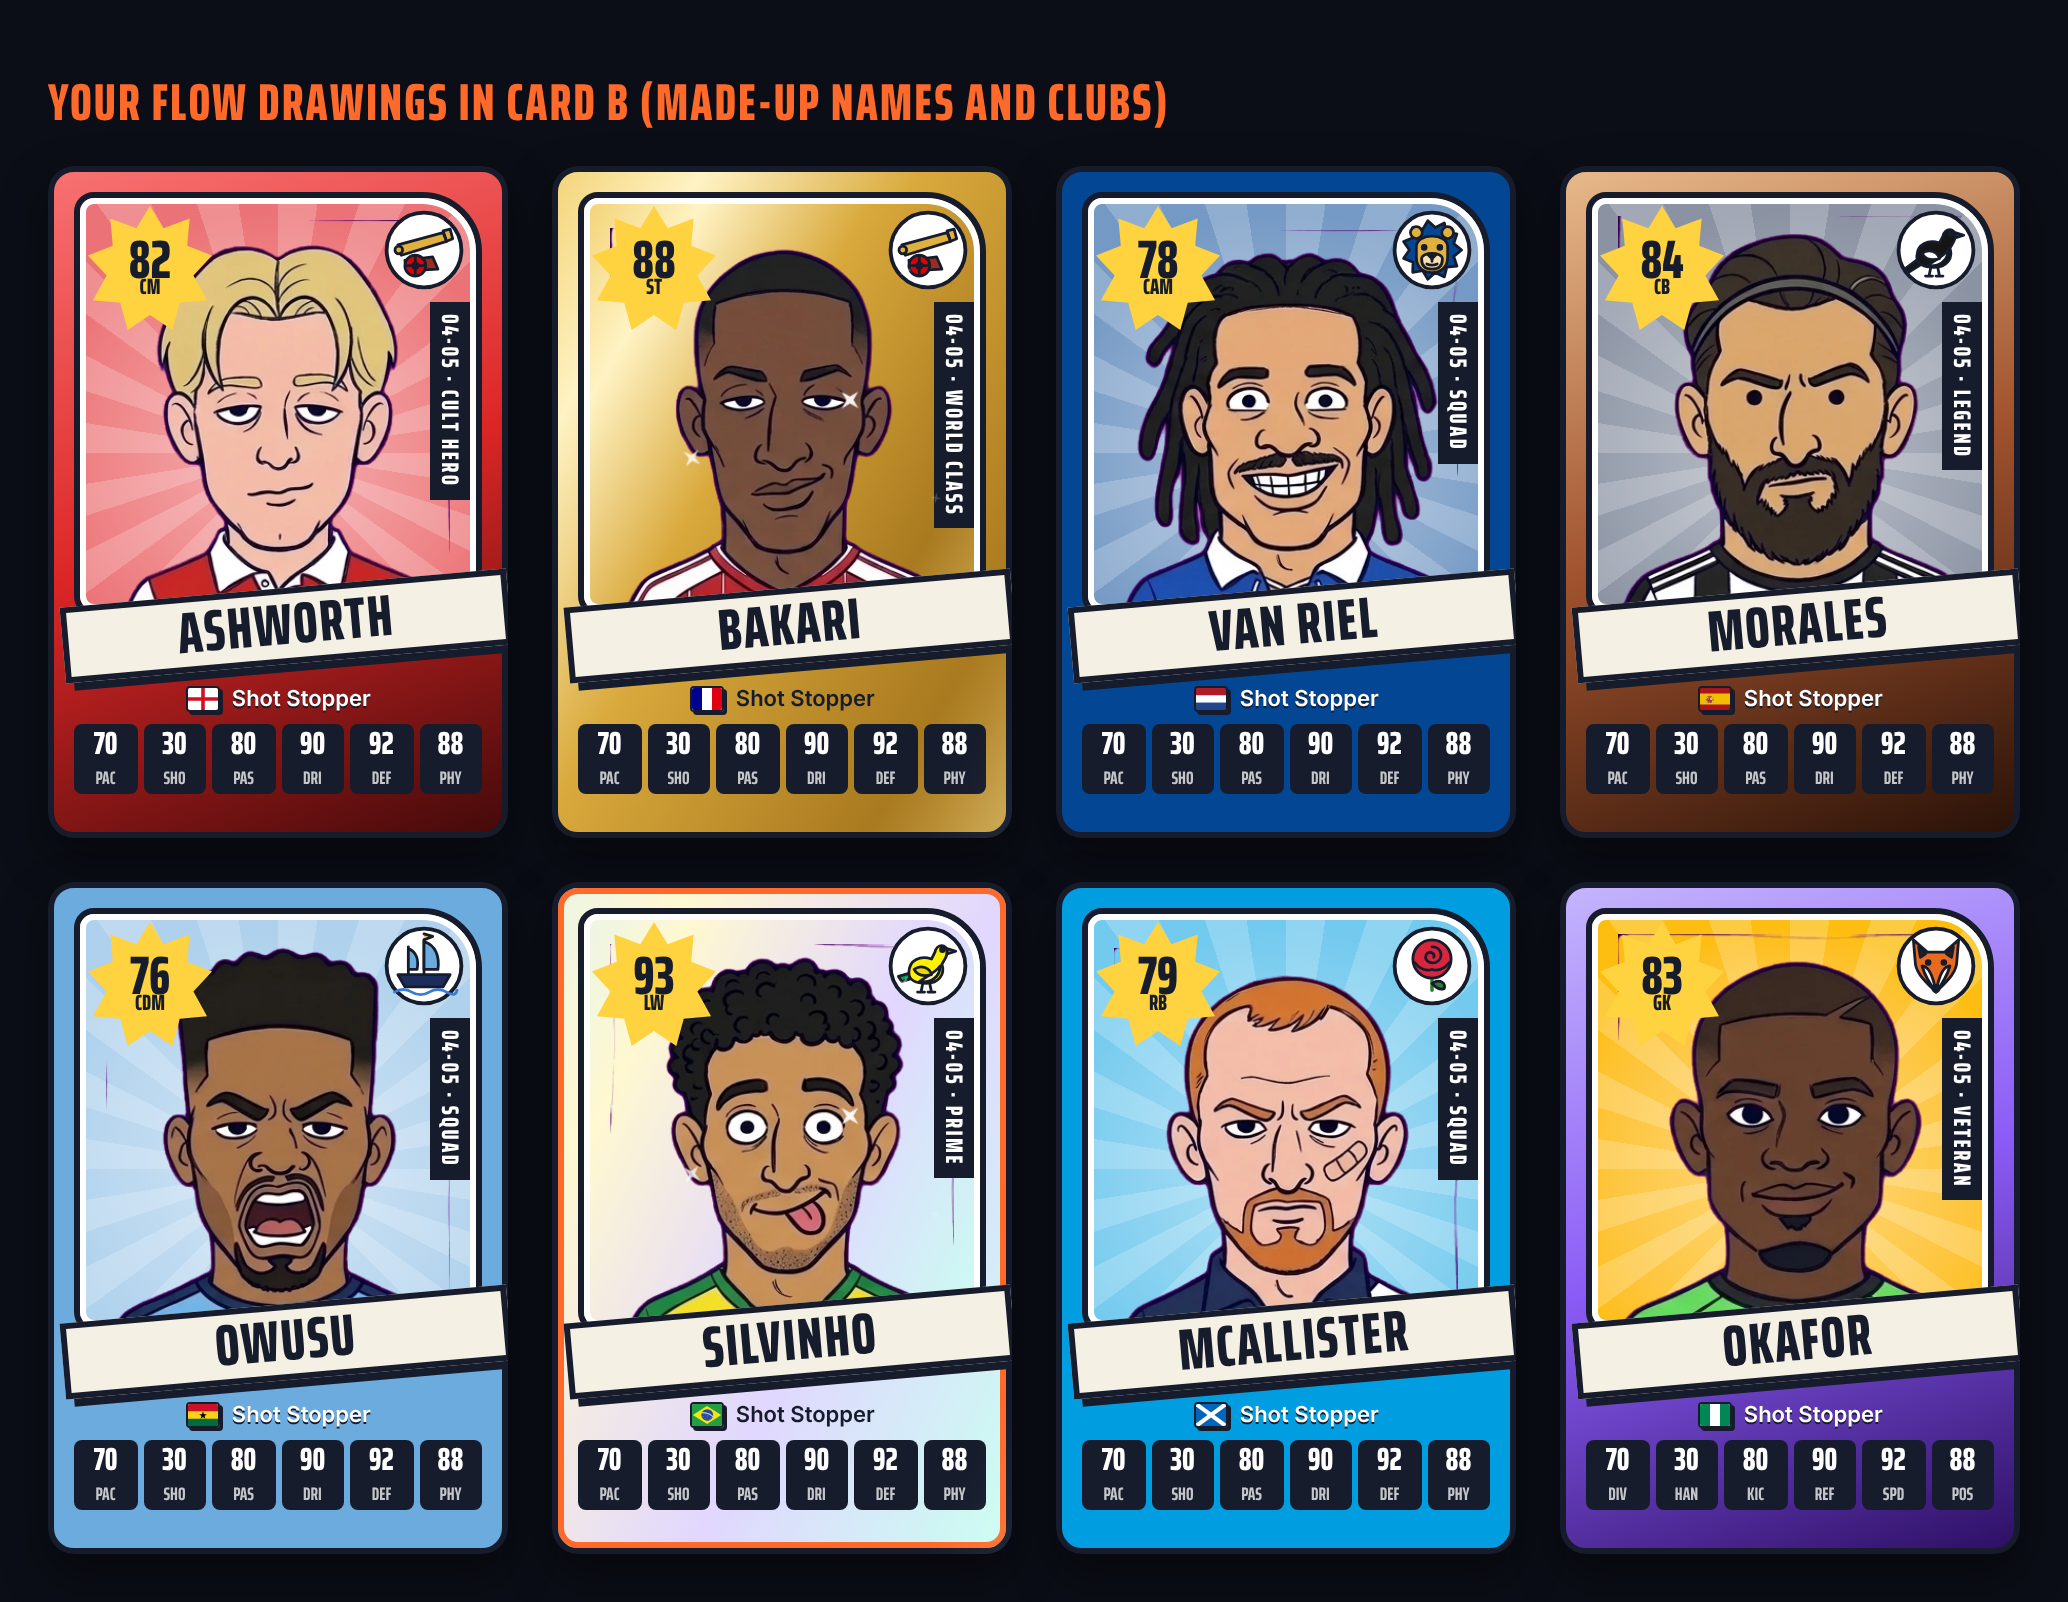 YOUR FLOW DRAWINGS IN CARD B (MADE-UP NAMES AND CLUBS)
82
CM
04-05 · CULT HERO
ASHWORTH
Shot Stopper
70 30 80 90 92 88
PAC SHO PAS DRI DEF PHY
88
ST
04-05 · WORLD CLASS
BAKARI
Shot Stopper
70 30 80 90 92 88
PAC SHO PAS DRI DEF PHY
78
CAM
04-05 · SQUAD
VAN RIEL
Shot Stopper
70 30 80 90 92 88
PAC SHO PAS DRI DEF PHY
84
CB
04-05 · LEGEND
MORALES
Shot Stopper
70 30 80 90 92 88
PAC SHO PAS DRI DEF PHY
76
CDM
04-05 · SQUAD
OWUSU
Shot Stopper
70 30 80 90 92 88
PAC SHO PAS DRI DEF PHY
93
LW
04-05 · PRIME
SILVINHO
Shot Stopper
70 30 80 90 92 88
PAC SHO PAS DRI DEF PHY
79
RB
04-05 · SQUAD
MCALLISTER
Shot Stopper
70 30 80 90 92 88
PAC SHO PAS DRI DEF PHY
83
GK
04-05 · VETERAN
OKAFOR
Shot Stopper
70 30 80 90 92 88
DIV HAN KIC REF SPD POS